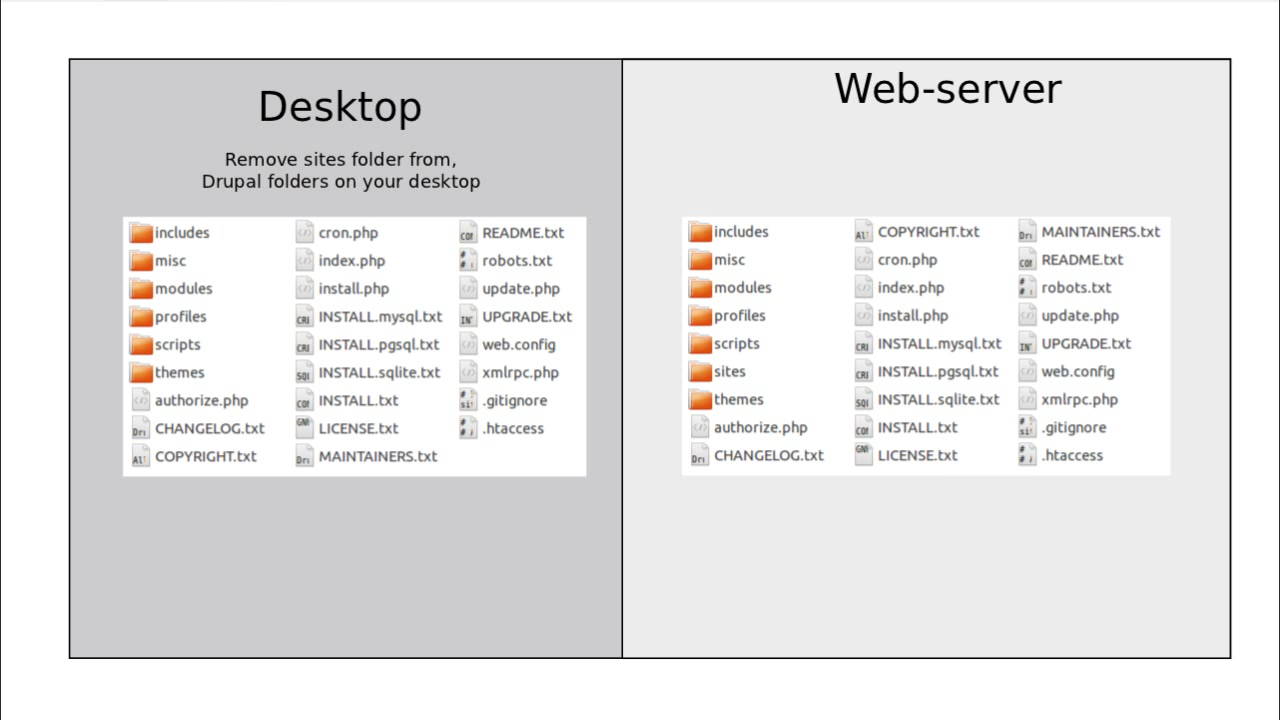 Desktop
Remove sites folder from,
Drupal folders on your desktop
includes
misc
modules
profiles
scripts
themes
authorize.php
CHANGELOG.txt
COPYRIGHT.txt
cron.php
index.php
install.php
INSTALL.mysql.txt
INSTALL.pgsql.txt
INSTALL.sqlite.txt
INSTALL.txt
LICENSE.txt
MAINTAINERS.txt
README.txt
robots.txt
update.php
UPGRADE.txt
web.config
xmlrpc.php
.gitignore
.htaccess
Web-server
includes
misc
modules
profiles
scripts
sites
themes
authorize.php
CHANGELOG.txt
COPYRIGHT.txt
cron.php
index.php
install.php
INSTALL.mysql.txt
INSTALL.pgsql.txt
INSTALL.sqlite.txt
INSTALL.txt
LICENSE.txt
MAINTAINERS.txt
README.txt
robots.txt
update.php
UPGRADE.txt
web.config
xmlrpc.php
.gitignore
.htaccess